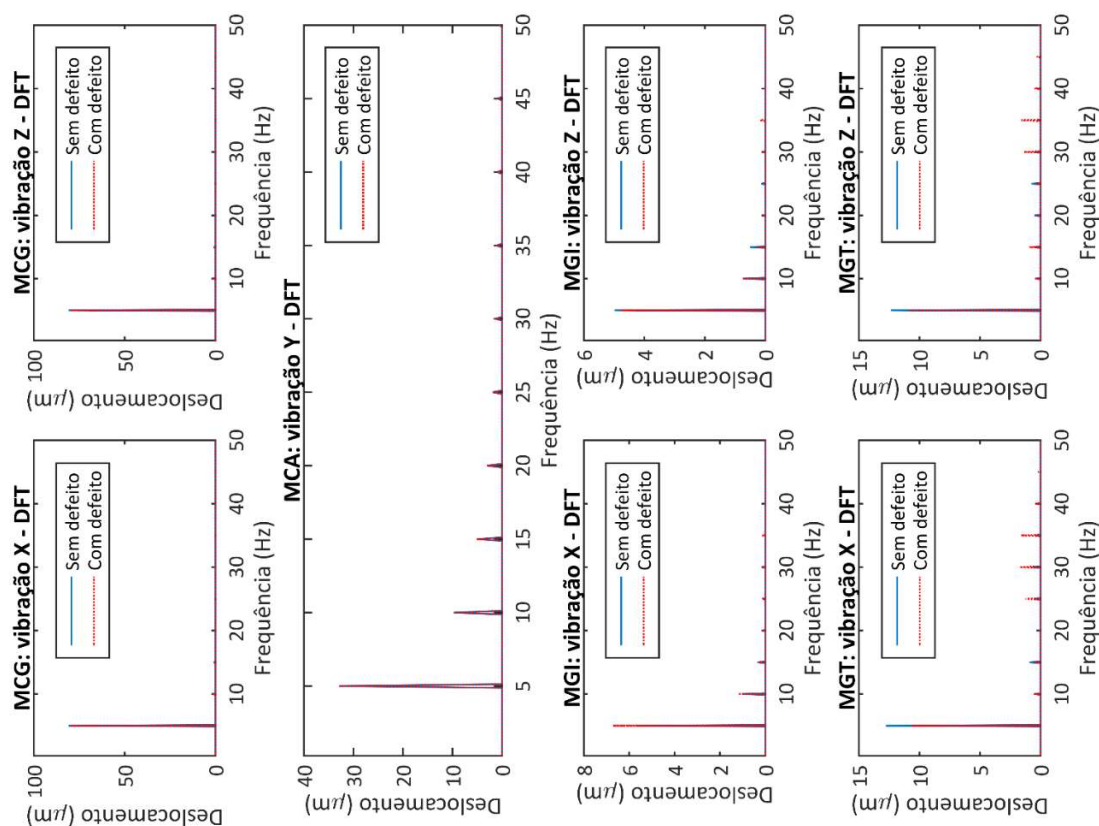 MCG: vibração X - DFT
Deslocamento (μm)
100
50
0
Sem defeito
Com defeito
10 20 30 40 50
Frequência (Hz)
MCG: vibração Z - DFT
Deslocamento (μm)
100
50
0
Sem defeito
Com defeito
10 20 30 40 50
Frequência (Hz)
MCA: vibração Y - DFT
Deslocamento (μm)
40
30
20
10
0
Sem defeito
Com defeito
5 10 15 20 25 30 35 40 45 50
Frequência (Hz)
MGI: vibração X - DFT
Deslocamento (μm)
8
6
4
2
0
Sem defeito
Com defeito
10 20 30 40 50
Frequência (Hz)
MGI: vibração Z - DFT
Deslocamento (μm)
6
4
2
0
Sem defeito
Com defeito
10 20 30 40 50
Frequência (Hz)
MGT: vibração X - DFT
Deslocamento (μm)
15
10
5
0
Sem defeito
Com defeito
10 20 30 40 50
Frequência (Hz)
MGT: vibração Z - DFT
Deslocamento (μm)
15
10
5
0
Sem defeito
Com defeito
10 20 30 40 50
Frequência (Hz)